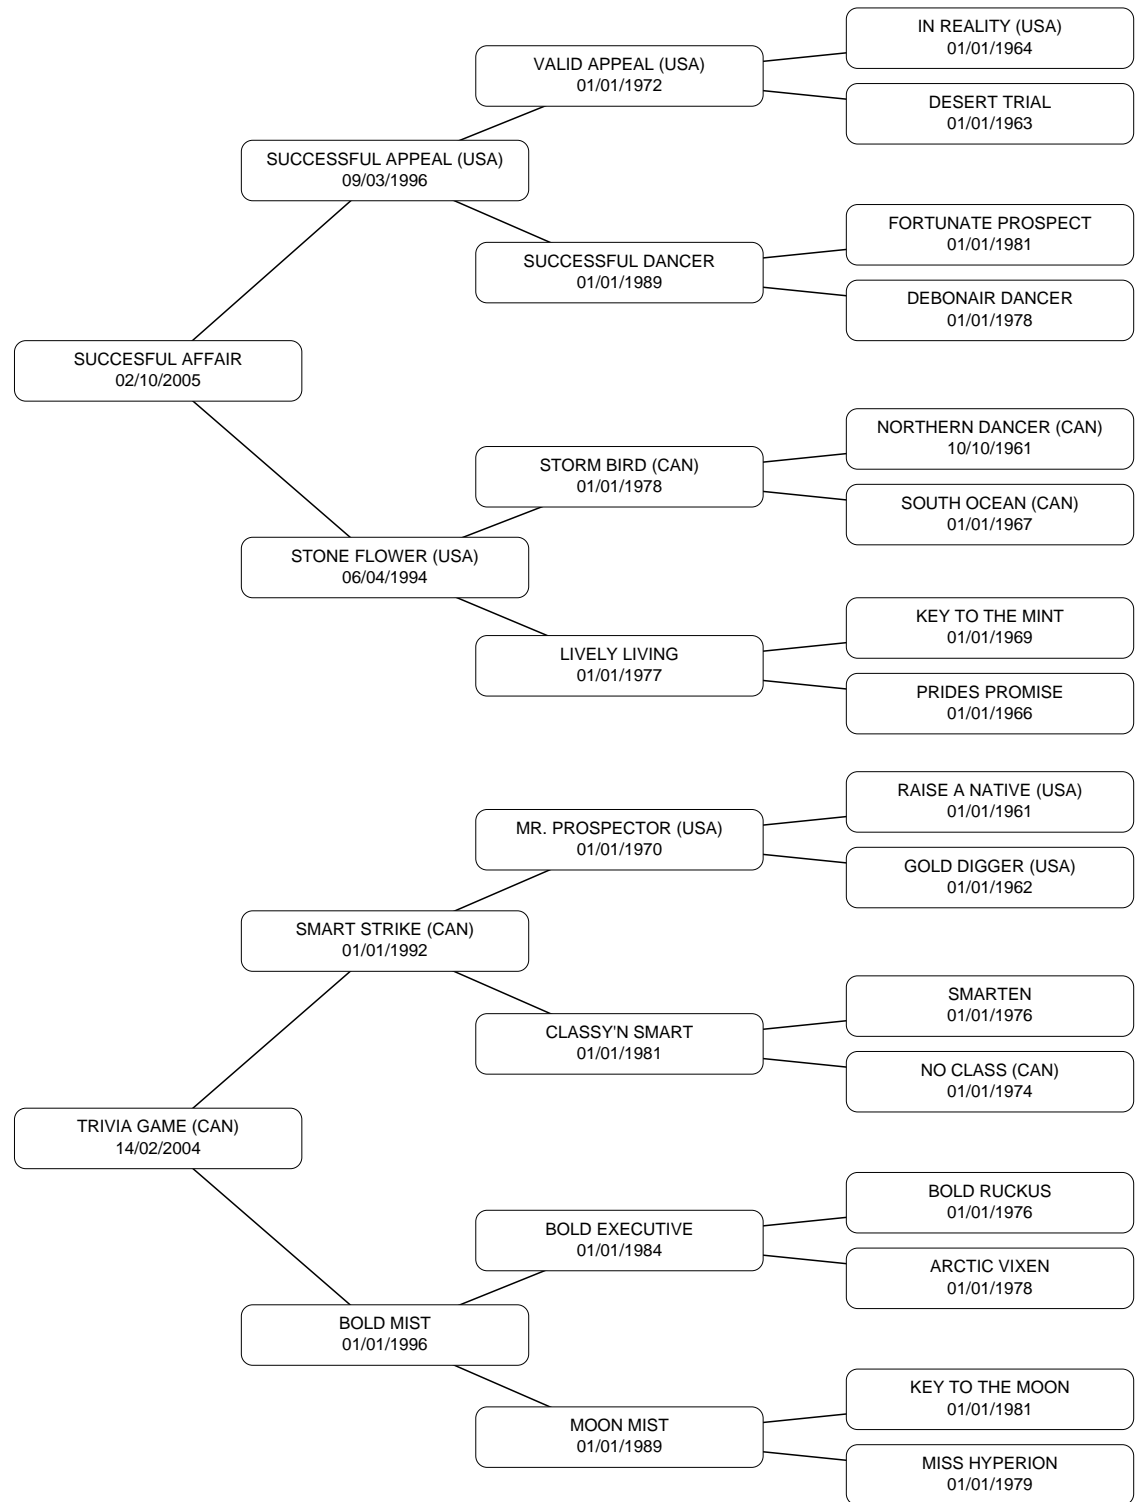 IN REALITY (USA)
01/01/1964
VALID APPEAL (USA)
01/01/1972
DESERT TRIAL
01/01/1963
SUCCESSFUL APPEAL (USA)
09/03/1996
FORTUNATE PROSPECT
01/01/1981
SUCCESSFUL DANCER
01/01/1989
DEBONAIR DANCER
01/01/1978
SUCCESFUL AFFAIR
02/10/2005
NORTHERN DANCER (CAN)
10/10/1961
STORM BIRD (CAN)
01/01/1978
SOUTH OCEAN (CAN)
01/01/1967
STONE FLOWER (USA)
06/04/1994
KEY TO THE MINT
01/01/1969
LIVELY LIVING
01/01/1977
PRIDES PROMISE
01/01/1966
RAISE A NATIVE (USA)
01/01/1961
MR. PROSPECTOR (USA)
01/01/1970
GOLD DIGGER (USA)
01/01/1962
SMART STRIKE (CAN)
01/01/1992
SMARTEN
01/01/1976
CLASSY'N SMART
01/01/1981
NO CLASS (CAN)
01/01/1974
TRIVIA GAME (CAN)
14/02/2004
BOLD RUCKUS
01/01/1976
BOLD EXECUTIVE
01/01/1984
ARCTIC VIXEN
01/01/1978
BOLD MIST
01/01/1996
KEY TO THE MOON
01/01/1981
MOON MIST
01/01/1989
MISS HYPERION
01/01/1979